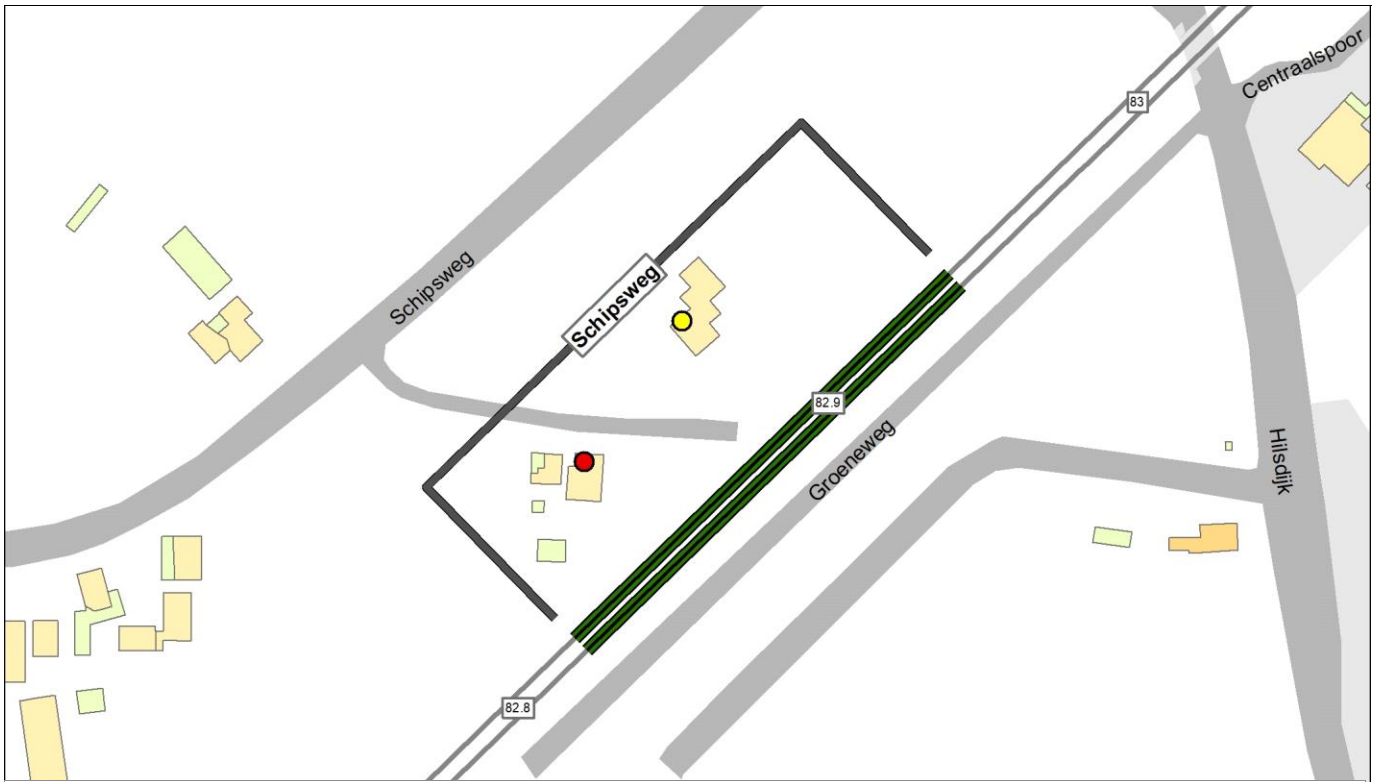 83
Centraalspoor
Schipsweg
Schipsweg
82.9
Groeneweg
Hilsdijk
82.8